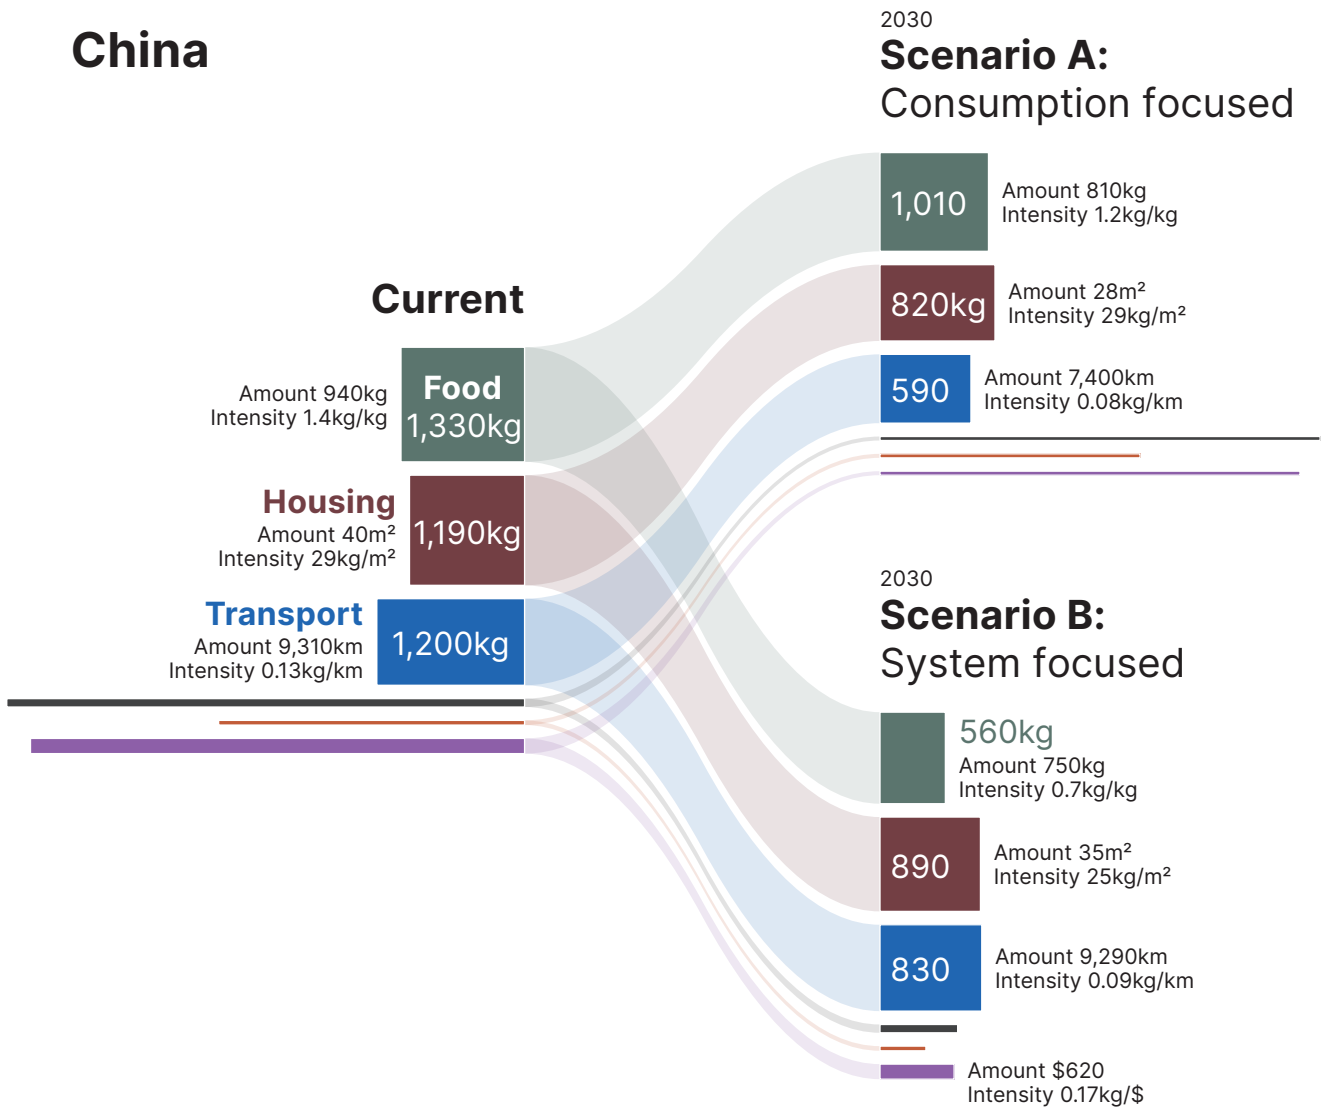 China
Current
Food
1,330kg
Amount 940kg
Intensity 1.4kg/kg
Housing
Amount 40m²
Intensity 29kg/m²
1,190kg
Transport
Amount 9,310km
Intensity 0.13kg/km
1,200kg
2030
Scenario A:
Consumption focused
1,010
Amount 810kg
Intensity 1.2kg/kg
820kg
Amount 28m²
Intensity 29kg/m²
590
Amount 7,400km
Intensity 0.08kg/km
2030
Scenario B:
System focused
560kg
Amount 750kg
Intensity 0.7kg/kg
890
Amount 35m²
Intensity 25kg/m²
830
Amount 9,290km
Intensity 0.09kg/km
Amount $620
Intensity 0.17kg/$